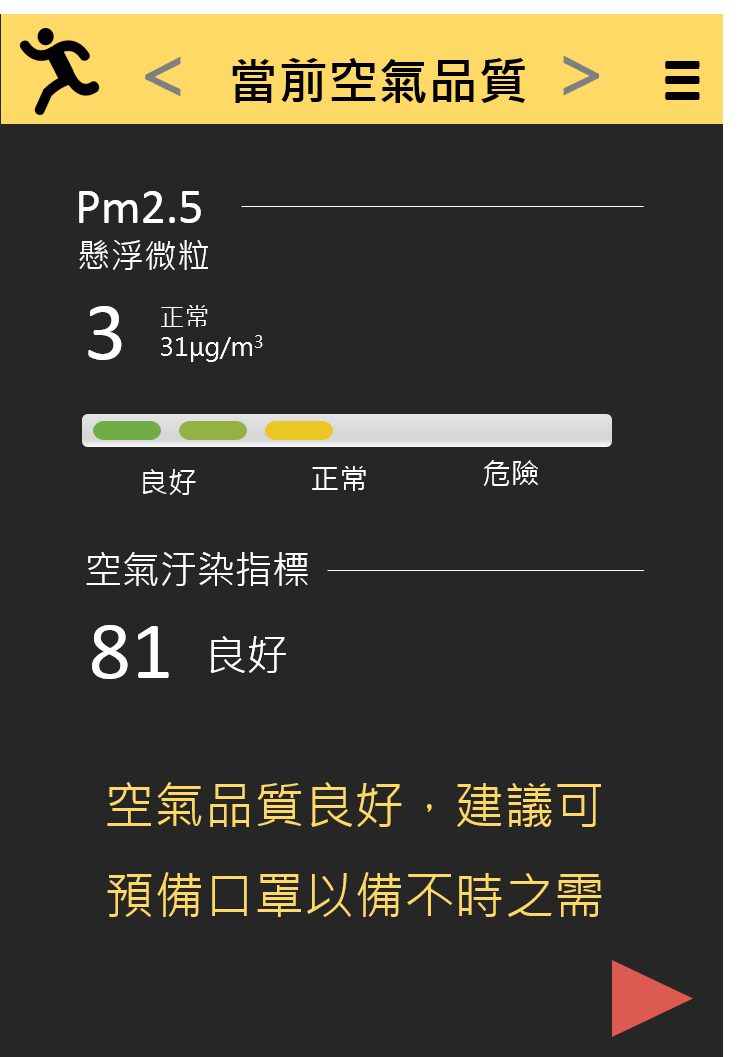 < 當前空氣品質 >
Pm2.5
懸浮微粒
3
正常
31µg/m³
良好 正常 危險
空氣汙染指標
81 良好
空氣品質良好，建議可
預備口罩以備不時之需